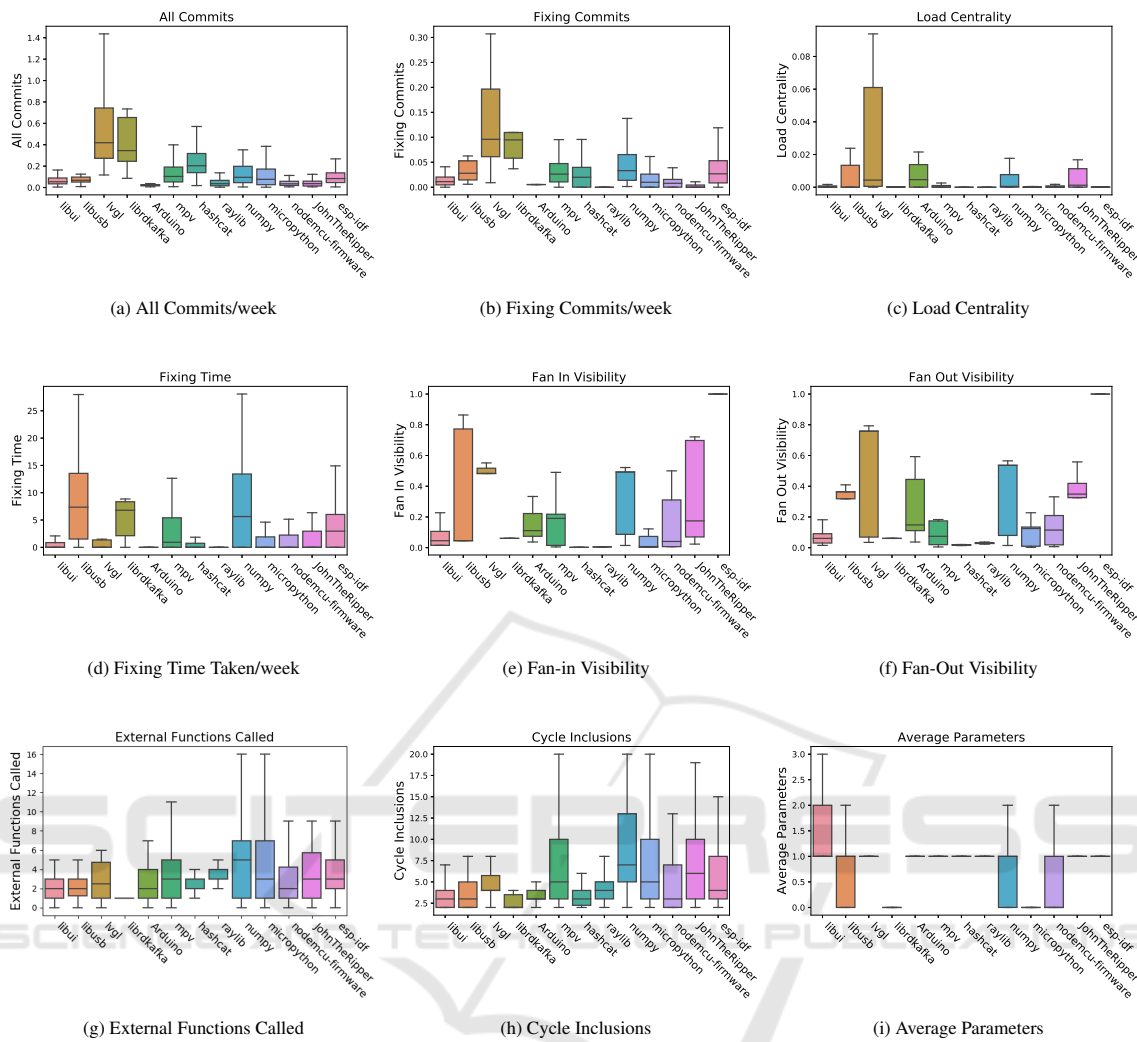 All Commits
All Commits
1.4
1.2
1.0
0.8
0.6
0.4
0.2
0.0
libui
libusb
lvgl
librdkafka
Arduino
mpv
hashcat
raylib
numpy
micropython
nodemcu-firmware
JohnTheRipper
esp-idf
(a) All Commits/week
Fixing Commits
Fixing Commits
0.30
0.25
0.20
0.15
0.10
0.05
0.00
libui
libusb
lvgl
librdkafka
Arduino
mpv
hashcat
raylib
numpy
micropython
nodemcu-firmware
JohnTheRipper
esp-idf
(b) Fixing Commits/week
Load Centrality
Load Centrality
0.08
0.06
0.04
0.02
0.00
libui
libusb
lvgl
librdkafka
Arduino
mpv
hashcat
raylib
numpy
micropython
nodemcu-firmware
JohnTheRipper
esp-idf
(c) Load Centrality
Fixing Time
Fixing Time
25
20
15
10
5
0
libui
libusb
lvgl
librdkafka
Arduino
mpv
hashcat
raylib
numpy
micropython
nodemcu-firmware
JohnTheRipper
esp-idf
(d) Fixing Time Taken/week
Fan In Visibility
Fan In Visibility
1.0
0.8
0.6
0.4
0.2
0.0
libui
libusb
lvgl
librdkafka
Arduino
mpv
hashcat
raylib
numpy
micropython
nodemcu-firmware
JohnTheRipper
esp-idf
(e) Fan-in Visibility
Fan Out Visibility
Fan Out Visibility
1.0
0.8
0.6
0.4
0.2
0.0
libui
libusb
lvgl
librdkafka
Arduino
mpv
hashcat
raylib
numpy
micropython
nodemcu-firmware
JohnTheRipper
esp-idf
(f) Fan-Out Visibility
External Functions Called
External Functions Called
16
14
12
10
8
6
4
2
0
libui
libusb
lvgl
librdkafka
Arduino
mpv
hashcat
raylib
numpy
micropython
nodemcu-firmware
JohnTheRipper
esp-idf
(g) External Functions Called
Cycle Inclusions
Cycle Inclusions
20.0
17.5
15.0
12.5
10.0
7.5
5.0
2.5
libui
libusb
lvgl
librdkafka
Arduino
mpv
hashcat
raylib
numpy
micropython
nodemcu-firmware
JohnTheRipper
esp-idf
(h) Cycle Inclusions
Average Parameters
Average Parameters
3.0
2.5
2.0
1.5
1.0
0.5
0.0
libui
libusb
lvgl
librdkafka
Arduino
mpv
hashcat
raylib
numpy
micropython
nodemcu-firmware
JohnTheRipper
esp-idf
(i) Average Parameters
SCITEPRESS
SCIENCE AND TECHNOLOGY PUBLICATIONS